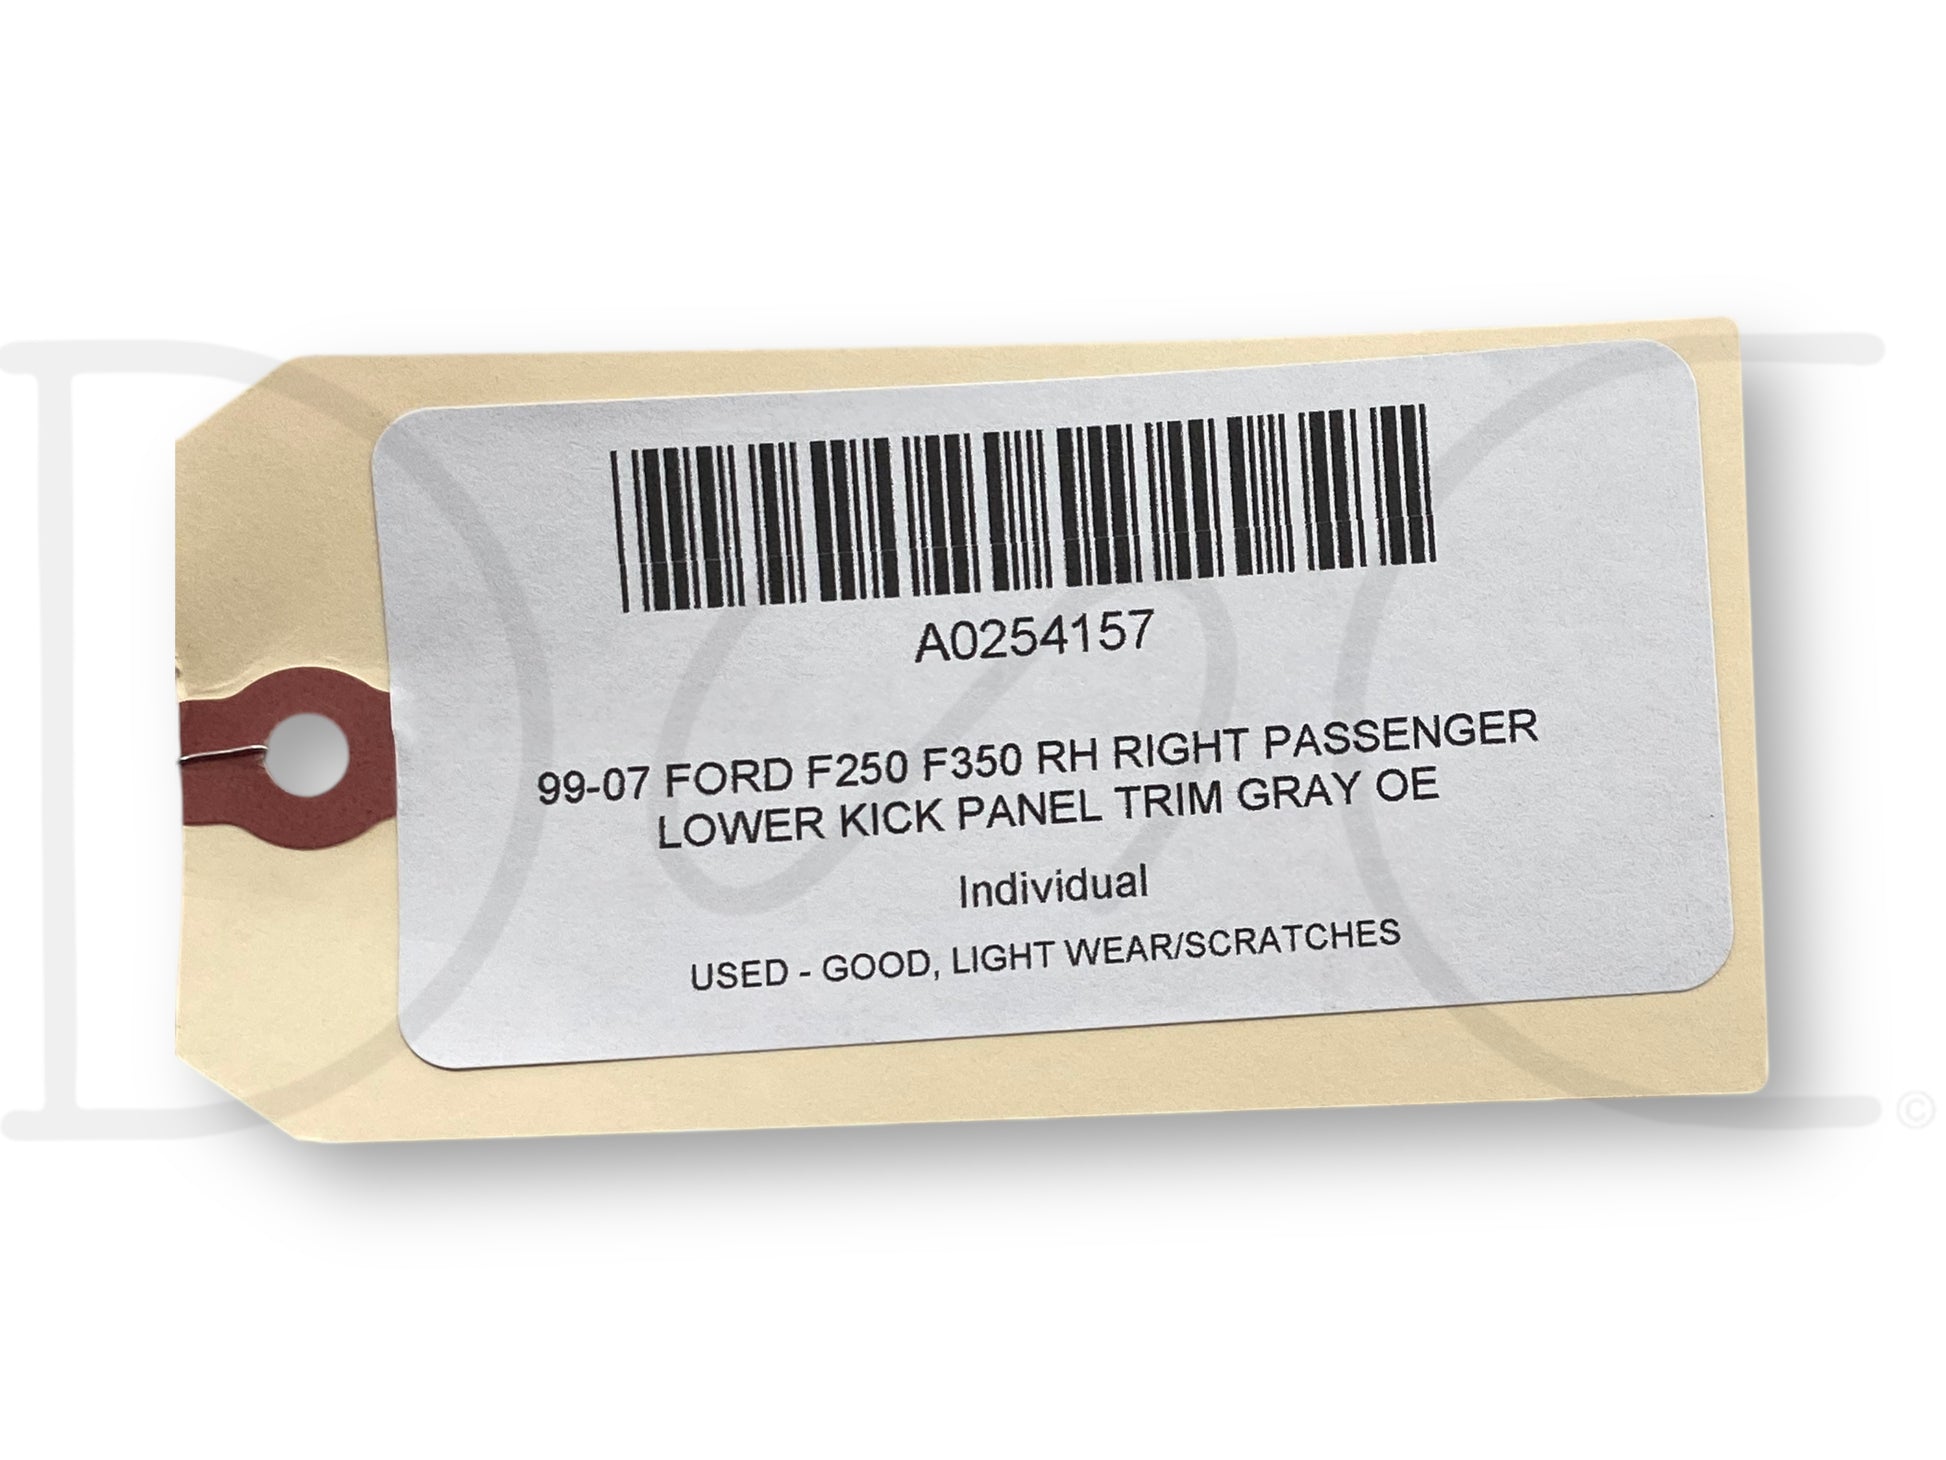 A0254157
99-07 FORD F250 F350 RH RIGHT PASSENGER
LOWER KICK PANEL TRIM GRAY OE
Individual
USED - GOOD, LIGHT WEAR/SCRATCHES
©